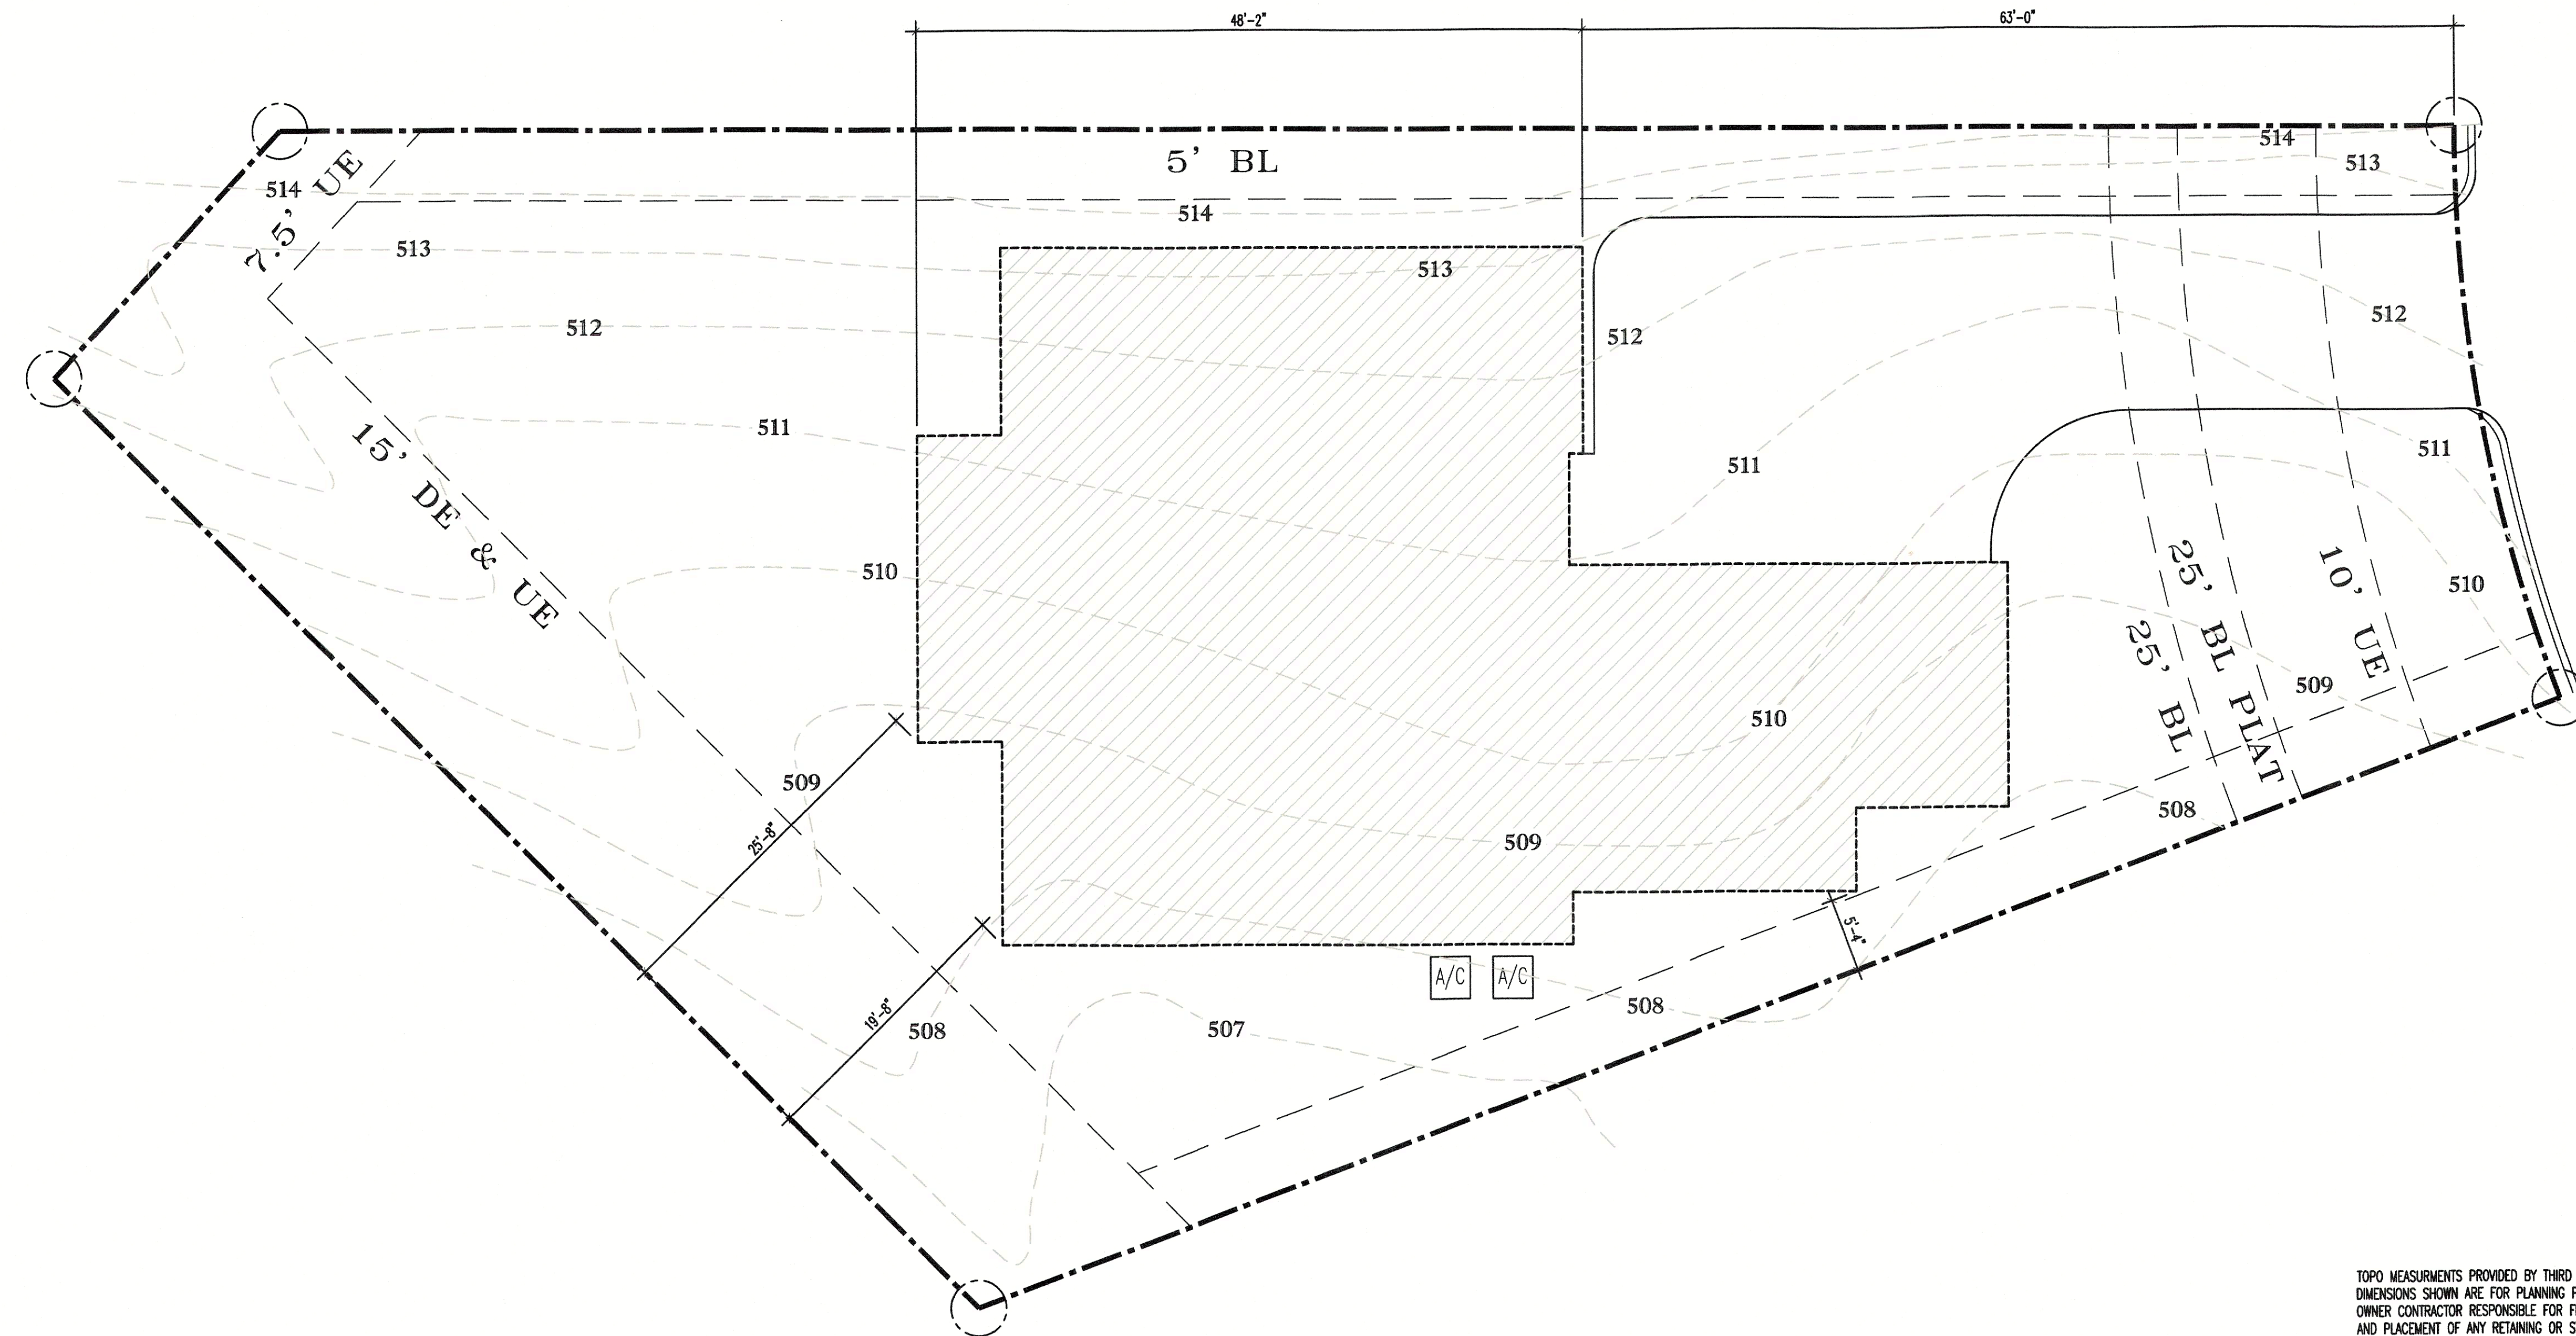 48'-2"
63'-0"
5' BL
514
514
514
513
7.5' UE
513
513
512
512
512
511
511
511
15' DE & UE
510
510
510
25' BL PLAT
25' BL
10' UE
509
509
509
25'-8"
19'-8"
5'-4"
508
508
508
507
A/C
A/C
TOPO MEASURMENTS PROVIDED BY THIRD
DIMENSIONS SHOWN ARE FOR PLANNING
OWNER CONTRACTOR RESPONSIBLE FOR
AND PLACEMENT OF ANY RETAINING OR